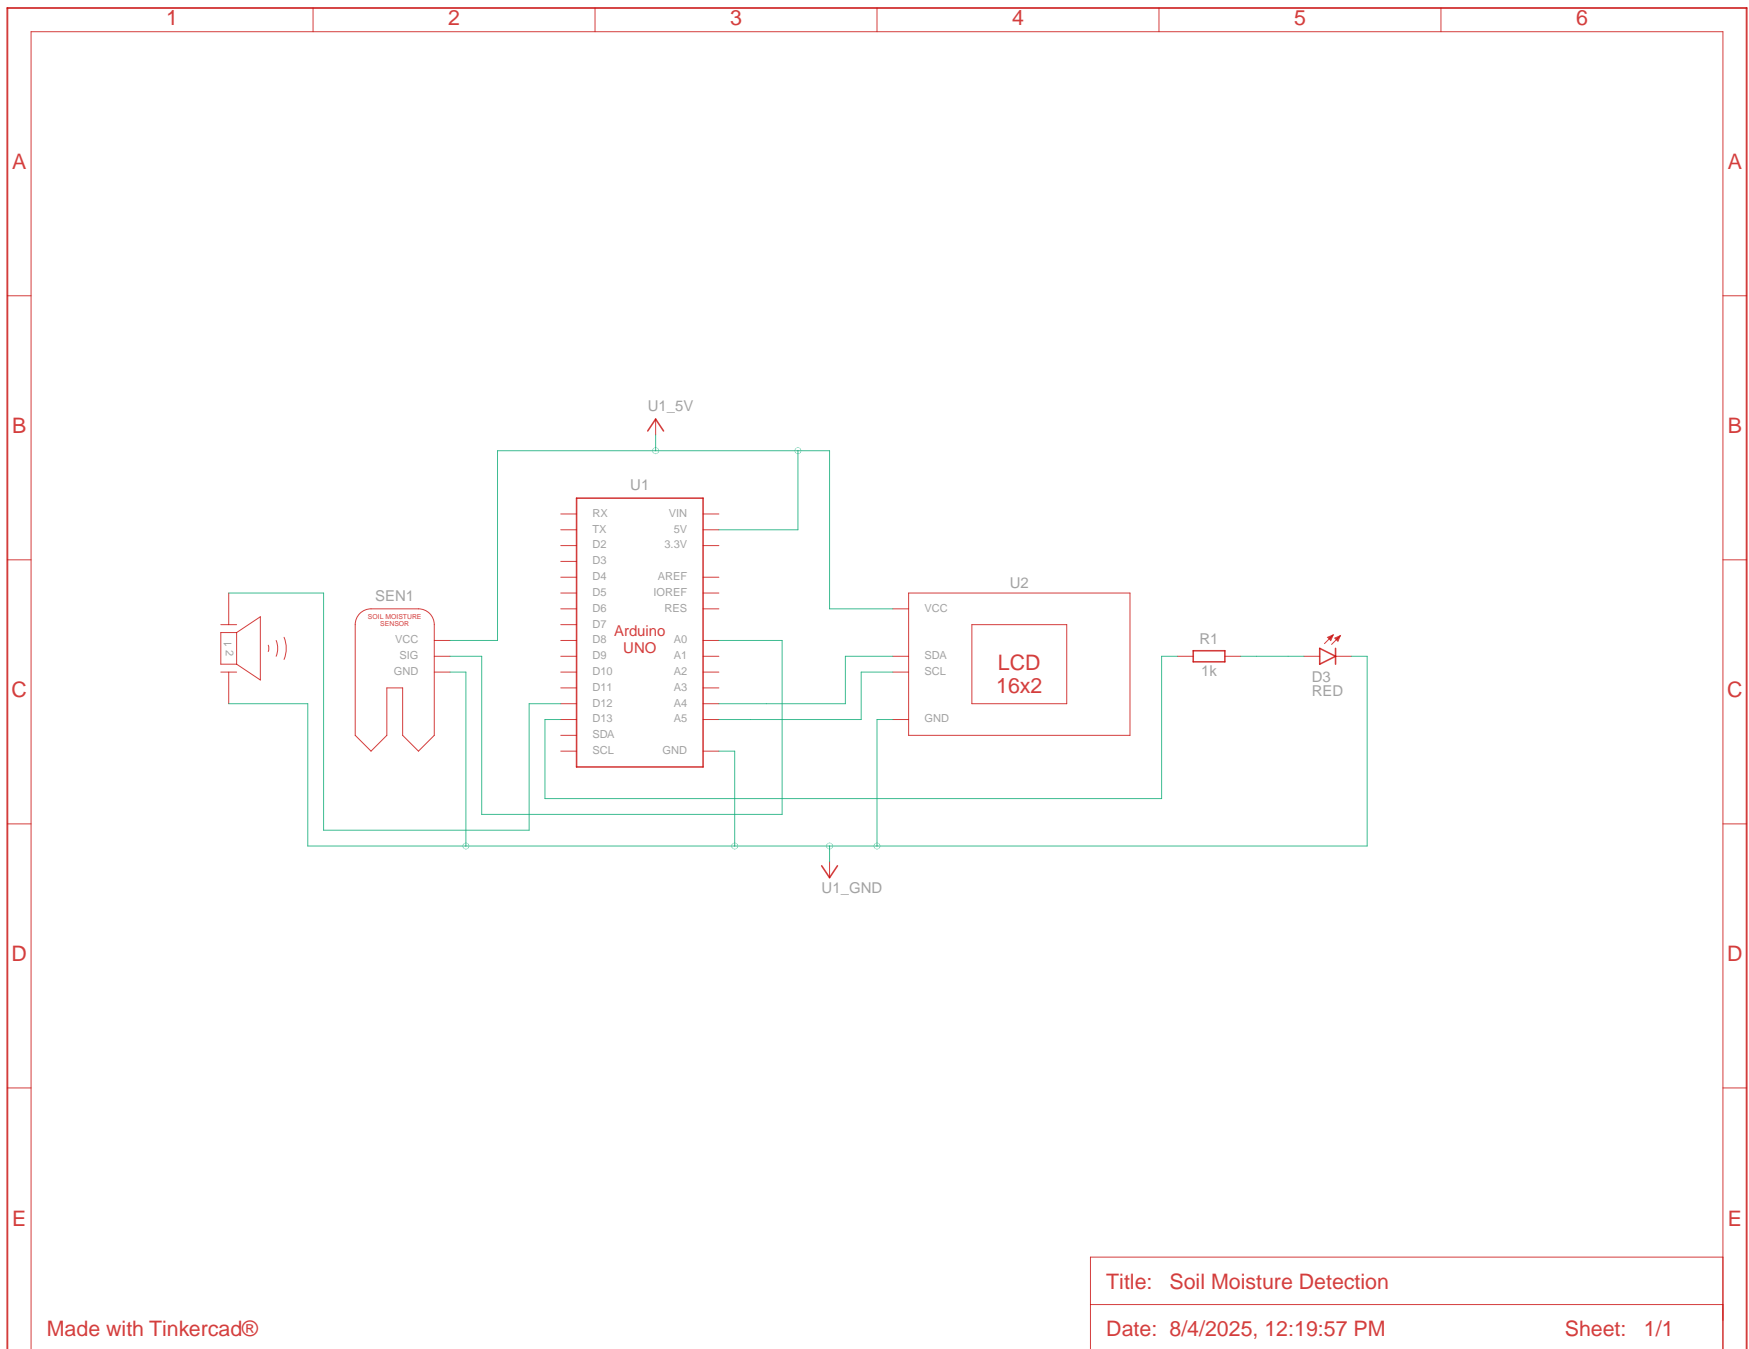 1 2 3 4 5 6
A A
B B
C C
D D
E E
U1_5V
U1
RX VIN
TX 5V
D2 3.3V
D3
D4 AREF
D5 IOREF
D6 RES
D7
D8 A0
D9 A1
D10 A2
D11 A3
D12 A4
D13 A5
SDA
SCL GND
Arduino
UNO
SEN1
SOIL MOISTURE
SENSOR
VCC
SIG
GND
1 2
U2
VCC
SDA
SCL
GND
LCD
16x2
R1
1k
D3
RED
U1_GND
Title: Soil Moisture Detection
Date: 8/4/2025, 12:19:57 PM Sheet: 1/1
Made with Tinkercad®